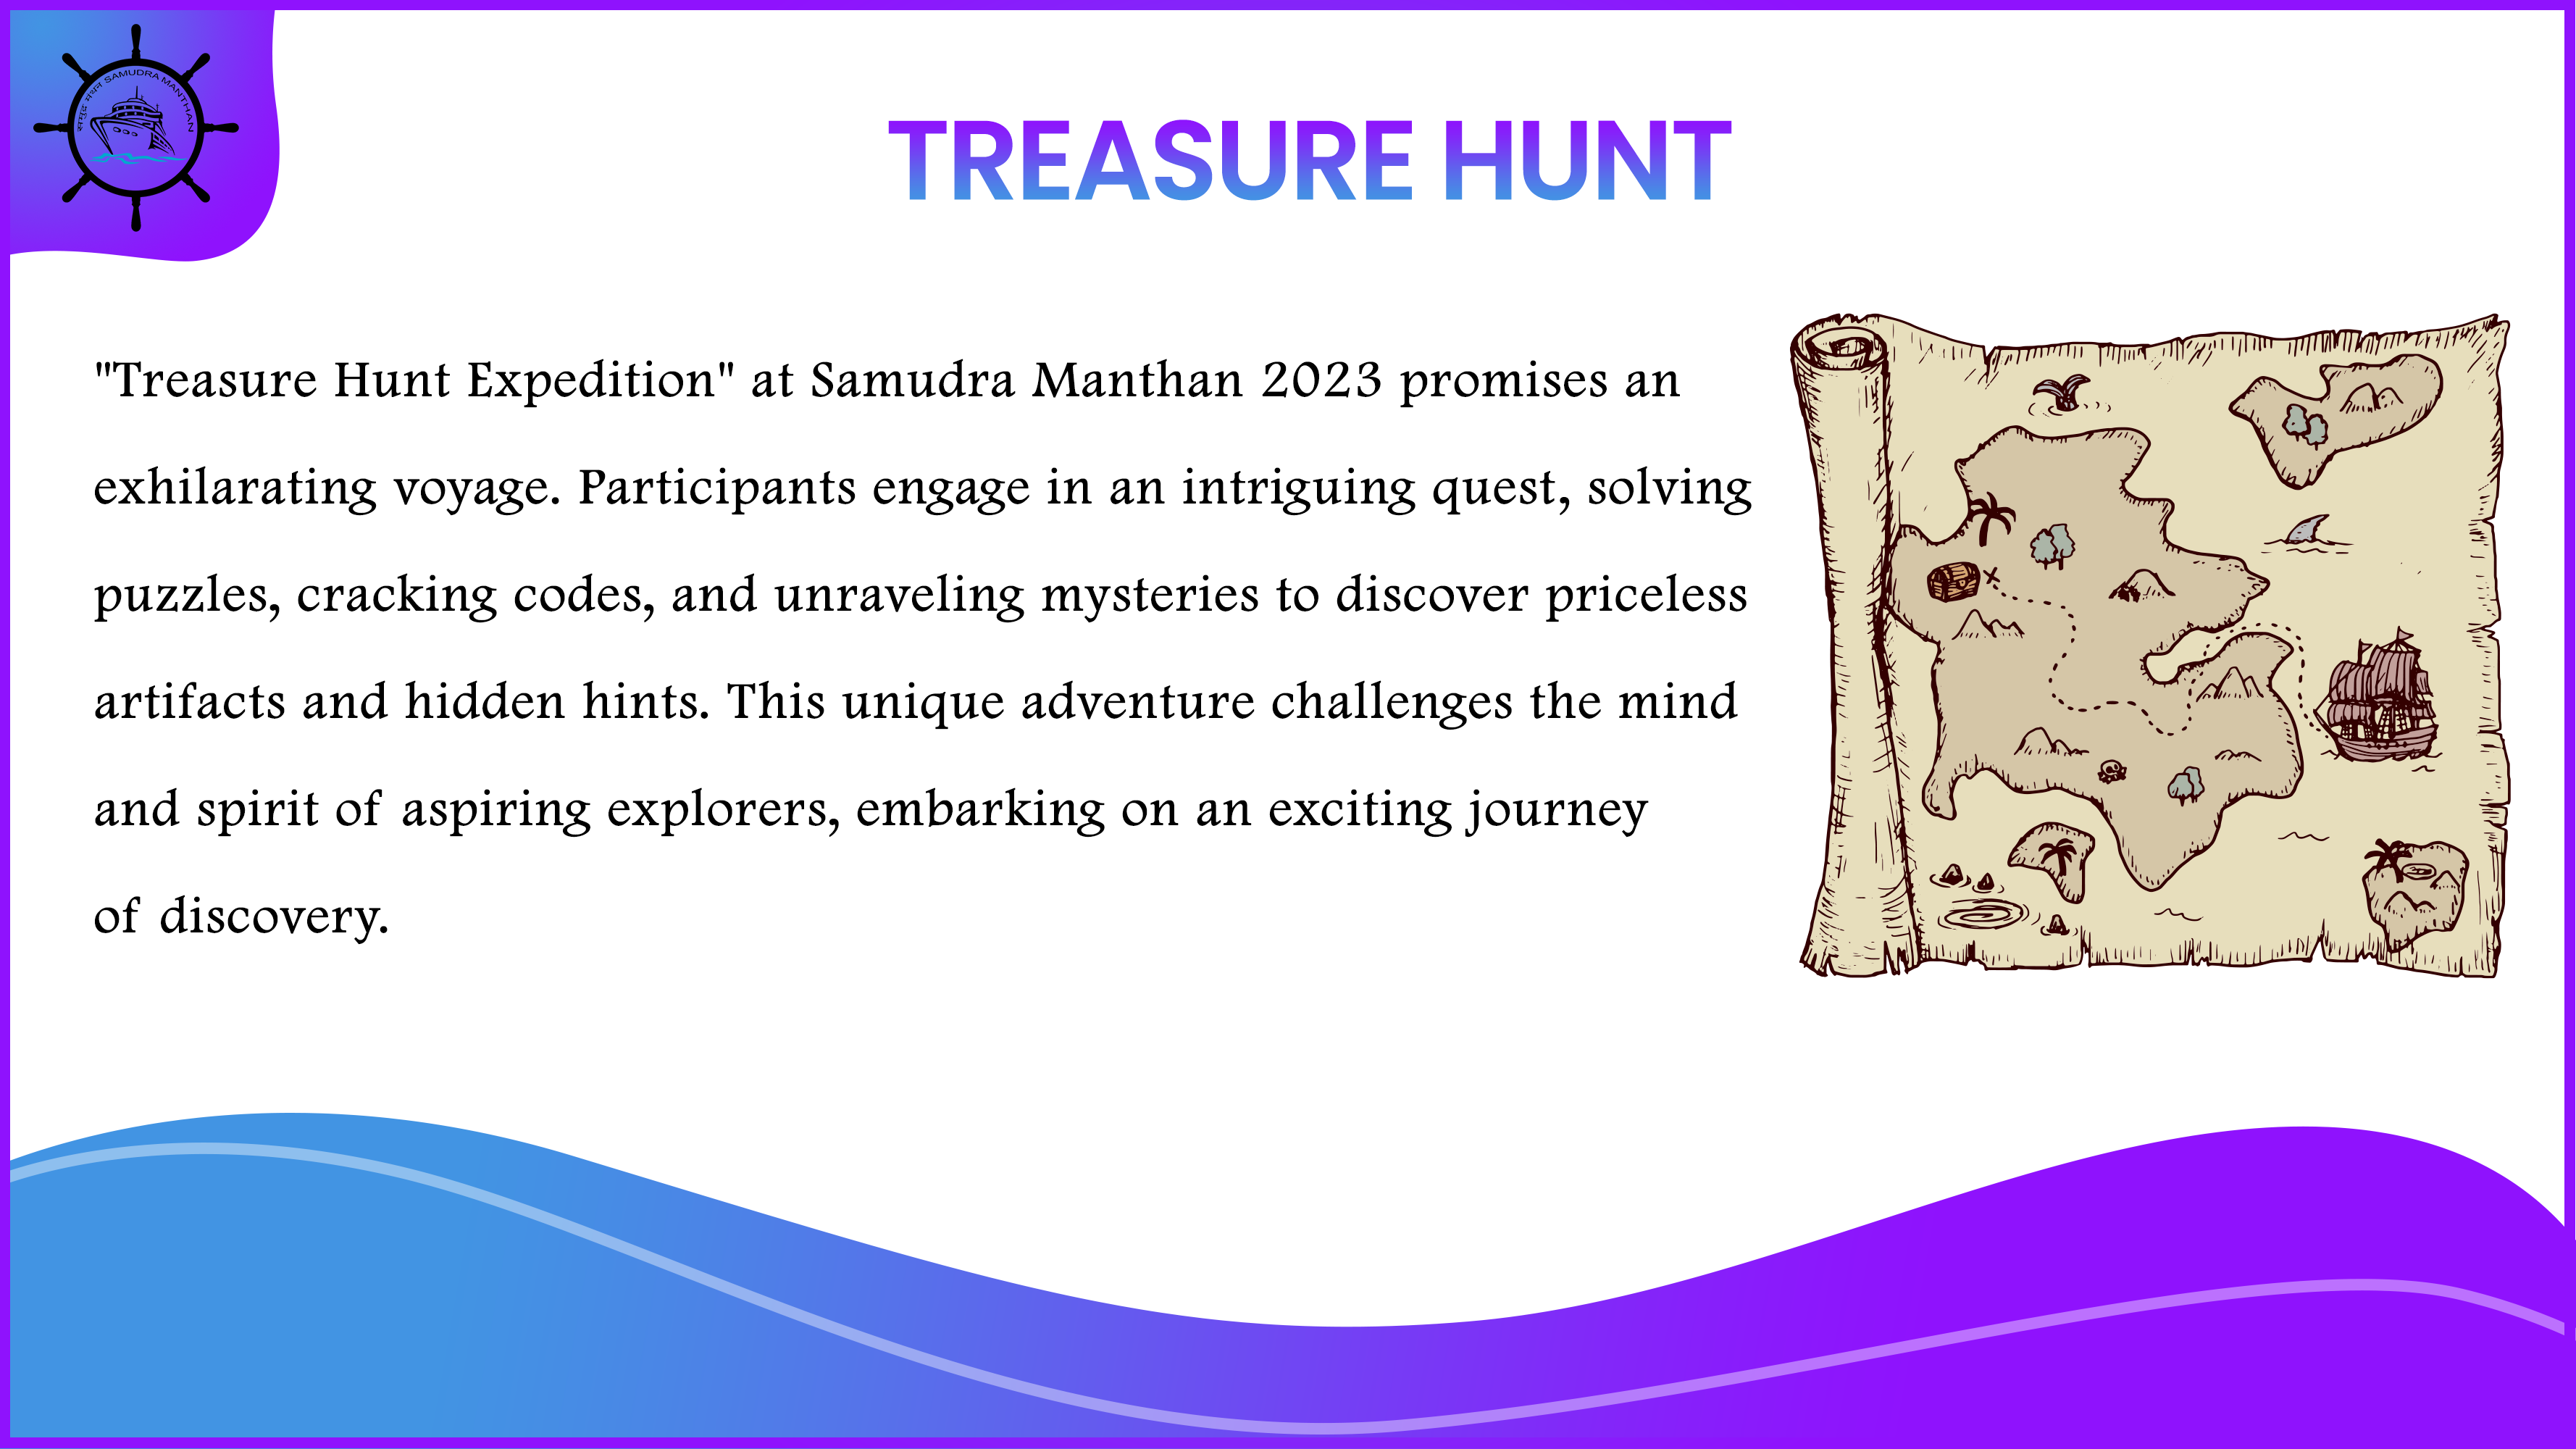 समुद्र मंथन SAMUDRA MANTHAN
TREASURE HUNT
"Treasure Hunt Expedition" at Samudra Manthan 2023 promises an
exhilarating voyage. Participants engage in an intriguing quest, solving
puzzles, cracking codes, and unraveling mysteries to discover priceless
artifacts and hidden hints. This unique adventure challenges the mind
and spirit of aspiring explorers, embarking on an exciting journey
of discovery.